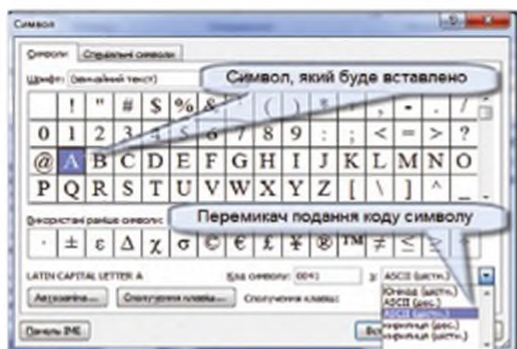 Символ
Символи Спеціальні символи
Шрифт: (звичайний текст)
Символ, який буде вставлено
! " # $ % & ( ) * + , - . /
0 1 2 3 4 5 6 7 8 9 : ; < = > ?
@ A B C D E F G H I J K L M N O
P Q R S T U V W X Y Z [ \ ] ^ _
Використані раніше символи:
Перемикач подання коду символу
· ± ε Δ χ σ © € £ ¥ ® ™ ≠ ≤ ≥
LATIN CAPITAL LETTER A Код символу: 0041 з: ASCII (шістн.)
Автозаміна... Сполучення клавіш... Сполучення клавіш:
Юнікод (шістн.)
ASCII (дес.)
ASCII (шістн.)
кирилиця (дес.)
кирилиця (шістн.)
Панель IME